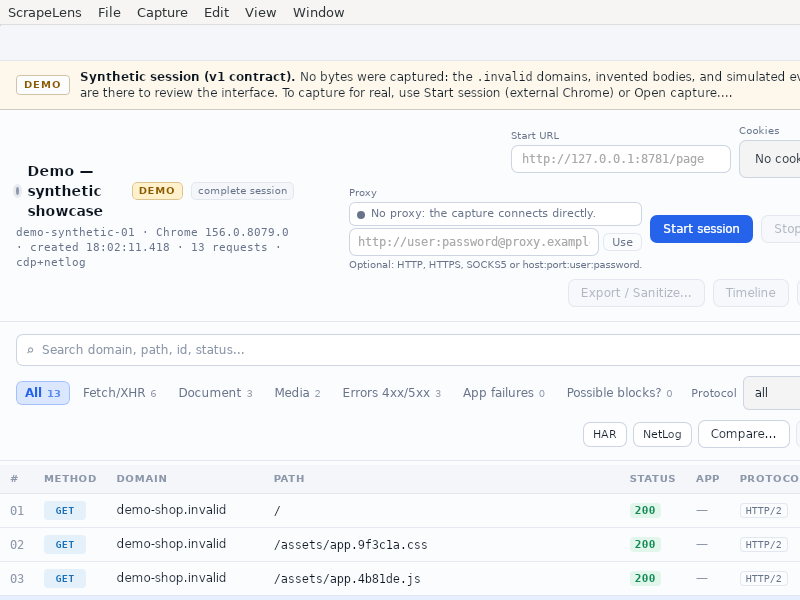 ScrapeLens File Capture Edit View Window
DEMO
Synthetic session (v1 contract). No bytes were captured: the .invalid domains, invented bodies, and simulated
are there to review the interface. To capture for real, use Start session (external Chrome) or Open capture....
Start URL
Cookies
http://127.0.0.1:8781/page
Demo —
synthetic
showcase
DEMO
complete session
demo-synthetic-01 · Chrome 156.0.8079.0
· created 18:02:11.418 · 13 requests ·
cdp+netlog
Proxy
No proxy: the capture connects directly.
http://user:password@proxy.exampl
Use
Optional: HTTP, HTTPS, SOCKS5 or host:port:user:password.
No cook
Start session
Stop
Export / Sanitize...
Timeline
Search domain, path, id, status...
All 13 Fetch/XHR 6 Document 3 Media 2 Errors 4xx/5xx 3 App failures 0 Possible blocks? 0 Protocol all
HAR NetLog Compare...
# METHOD DOMAIN PATH STATUS APP PROTOCO
01 GET demo-shop.invalid / 200 — HTTP/2
02 GET demo-shop.invalid /assets/app.9f3c1a.css 200 — HTTP/2
03 GET demo-shop.invalid /assets/app.4b81de.js 200 — HTTP/2